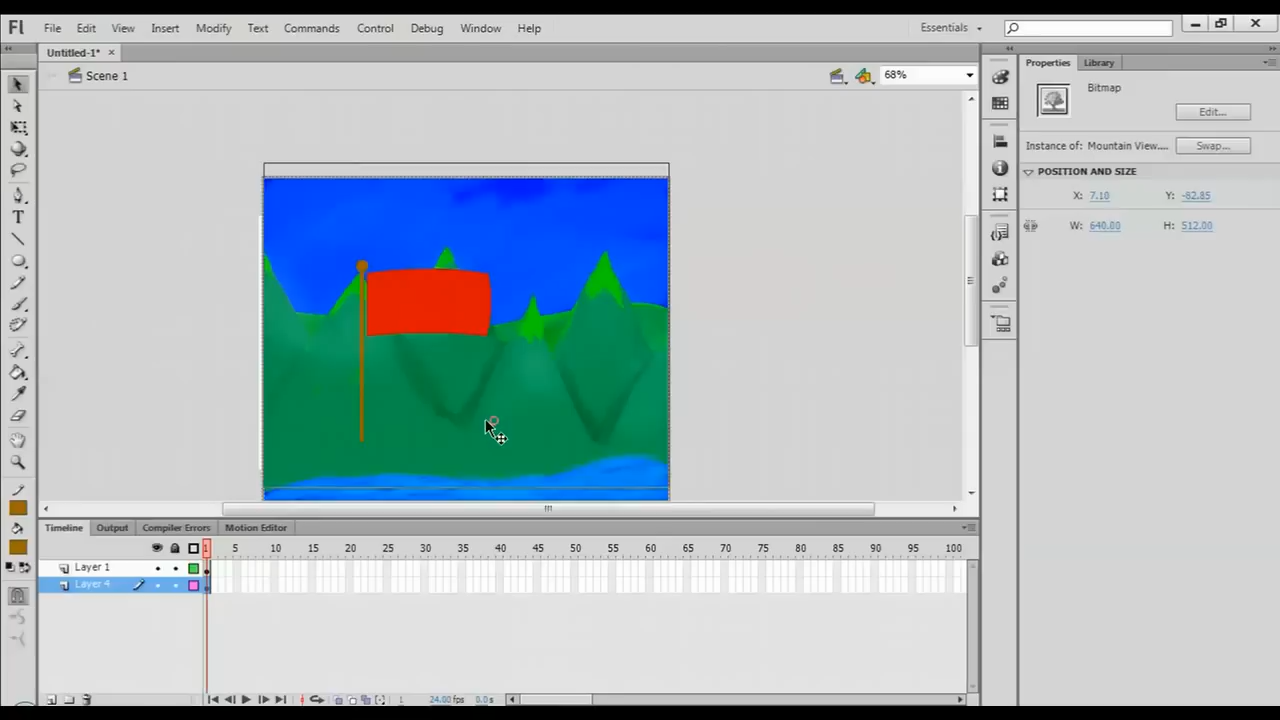 Fl File Edit View Insert Modify Text Commands Control Debug Window Help Essentials
Untitled-1* ×
Scene 1 68%
Properties Library
Bitmap
Edit...
Instance of: Mountain View.... Swap...
POSITION AND SIZE
X: 7.10 Y: -82.85
W: 640.00 H: 512.00
T
Timeline Output Compiler Errors Motion Editor
1 5 10 15 20 25 30 35 40 45 50 55 60 65 70 75 80 85 90 95 100
Layer 1
Layer 4
1 24.00 fps 0.0 s